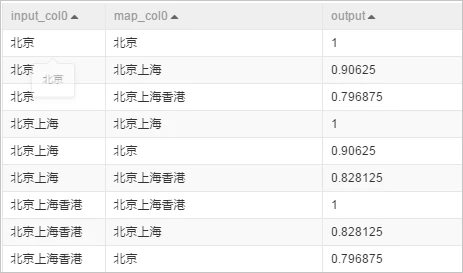 input_col0 map_col0 output
北京 北京 1
北京 北京上海 0.90625
北京
北京 北京上海香港 0.796875
北京上海 北京上海 1
北京上海 北京 0.90625
北京上海 北京上海香港 0.828125
北京上海香港 北京上海香港 1
北京上海香港 北京上海 0.828125
北京上海香港 北京 0.796875